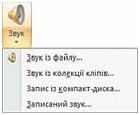 Звук
Звук із файлу...
Звук із колекції кліпів...
Запис із компакт-диска...
Записаний звук...